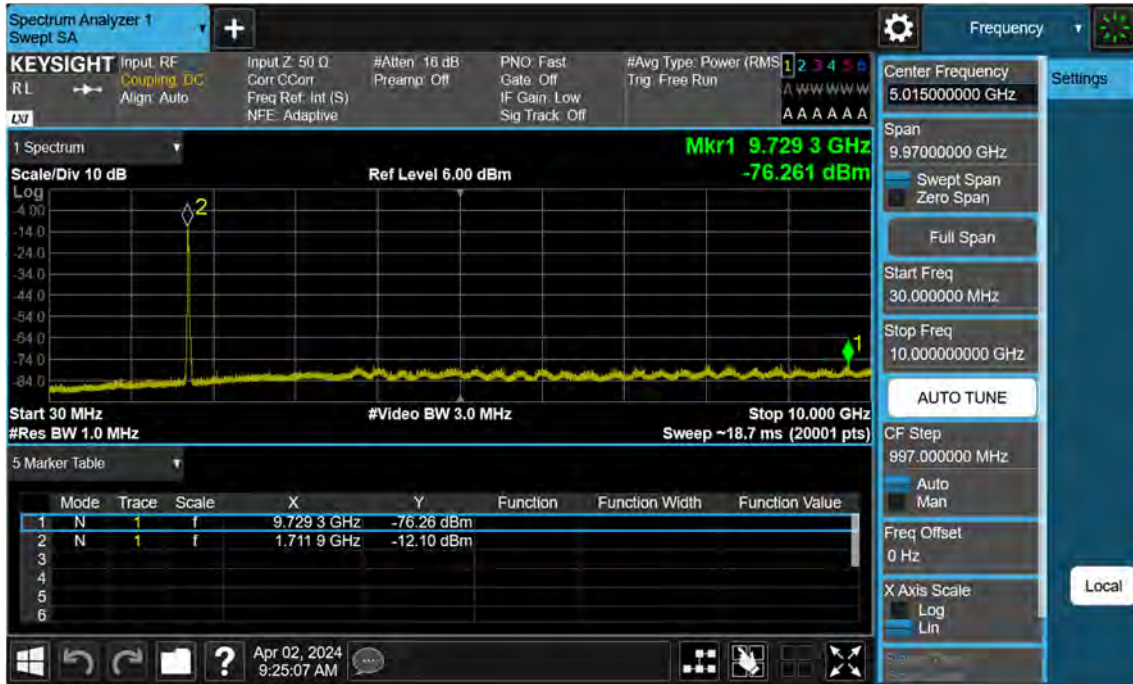 Spectrum Analyzer 1
Swept SA
+
Frequency
KEYSIGHT
RL
LXI
Input: RF
Coupling: DC
Align: Auto
Input Z: 50 Ω
Corr CCorr
Freq Ref: Int (S)
NFE: Adaptive
#Atten: 16 dB
Preamp: Off
PNO: Fast
Gate: Off
IF Gain: Low
Sig Track: Off
#Avg Type: Power (RMS
Trig: Free Run
1 2 3 4 5 6
A W W W W W
A A A A A A
1 Spectrum
Scale/Div 10 dB
Ref Level 6.00 dBm
Mkr1 9.729 3 GHz
-76.261 dBm
Log
-4.00
-14.0
-24.0
-34.0
-44.0
-54.0
-64.0
-74.0
-84.0
2
1
Start 30 MHz
#Video BW 3.0 MHz
Stop 10.000 GHz
#Res BW 1.0 MHz
Sweep ~18.7 ms (20001 pts)
5 Marker Table
Mode Trace Scale X Y Function Function Width Function Value
1 N 1 f 9.729 3 GHz -76.26 dBm
2 N 1 f 1.711 9 GHz -12.10 dBm
3
4
5
6
?
Apr 02, 2024
9:25:07 AM
Center Frequency
5.015000000 GHz
Settings
Span
9.97000000 GHz
Swept Span
Zero Span
Full Span
Start Freq
30.000000 MHz
Stop Freq
10.000000000 GHz
AUTO TUNE
CF Step
997.000000 MHz
Auto
Man
Freq Offset
0 Hz
X Axis Scale
Log
Lin
Local